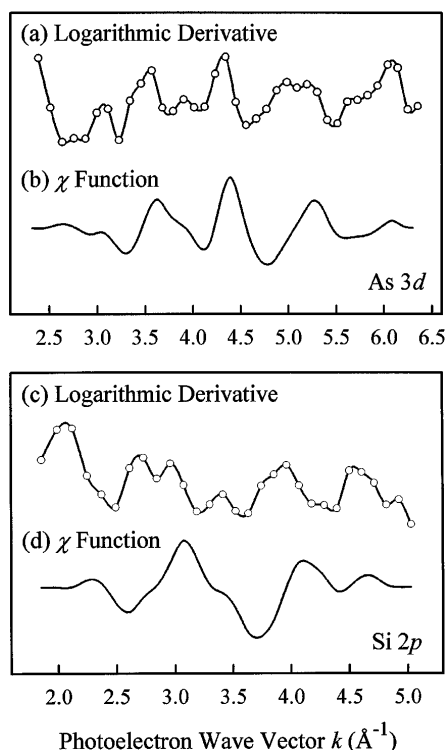 (a) Logarithmic Derivative
(b) χ Function
As 3d
2.5 3.0 3.5 4.0 4.5 5.0 5.5 6.0 6.5
(c) Logarithmic Derivative
(d) χ Function
Si 2p
2.0 2.5 3.0 3.5 4.0 4.5 5.0
Photoelectron Wave Vector k (Å⁻¹)